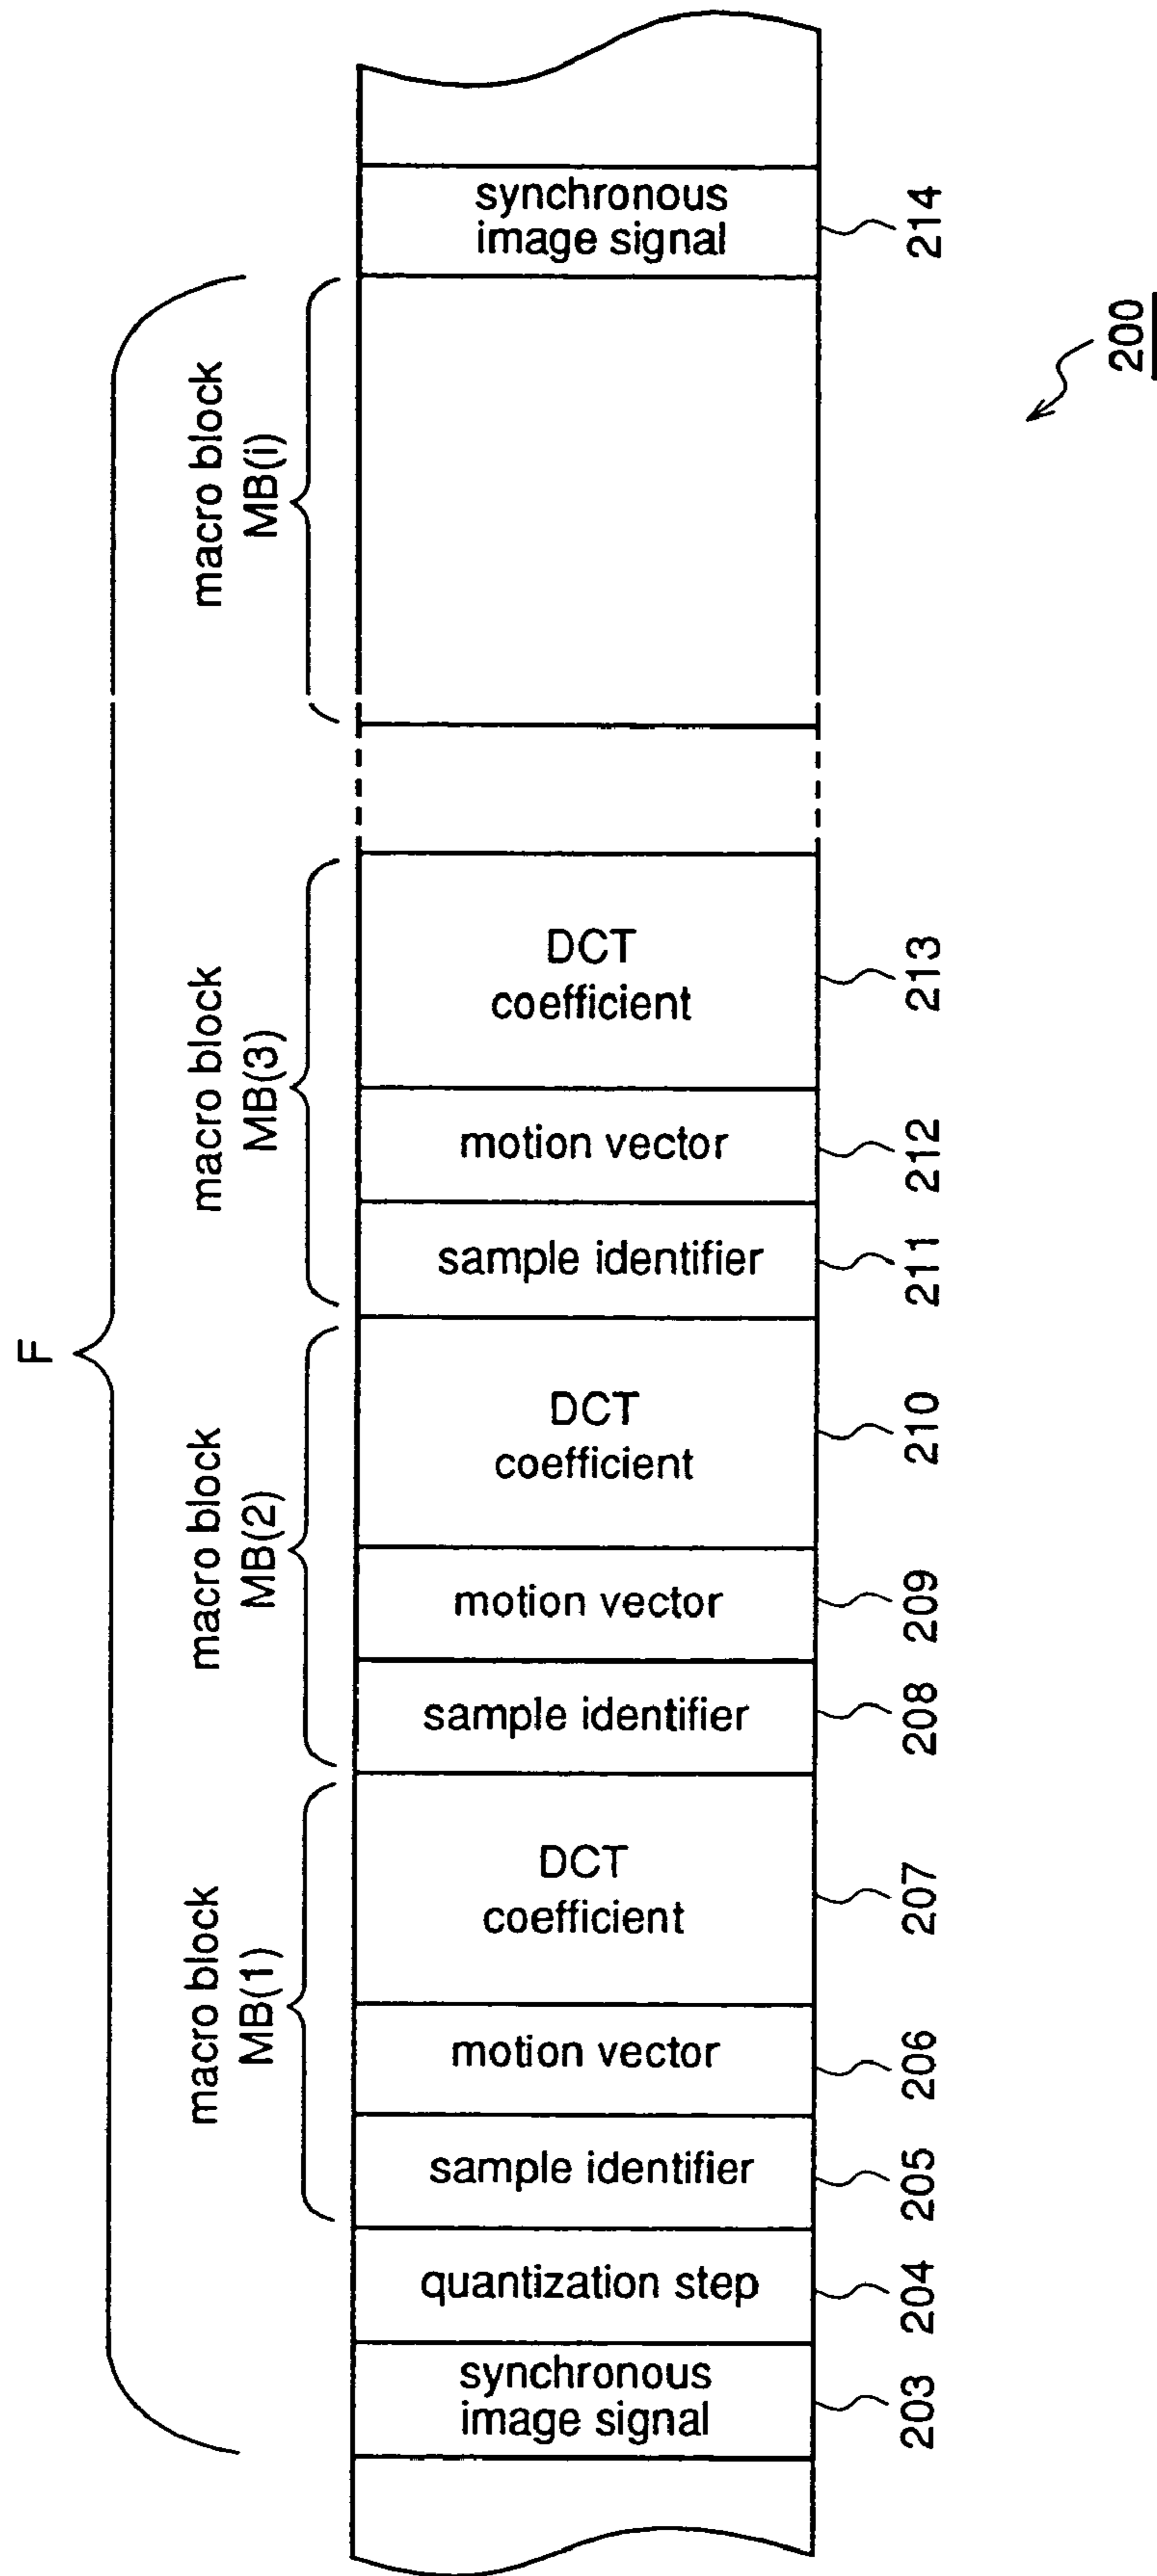 F
macro block
MB(1)
macro block
MB(2)
macro block
MB(3)
macro block
MB(i)
synchronous
image signal
quantization step
sample identifier
motion vector
DCT
coefficient
sample identifier
motion vector
DCT
coefficient
sample identifier
motion vector
DCT
coefficient
synchronous
image signal
203
204
205
206
207
208
209
210
211
212
213
214
200